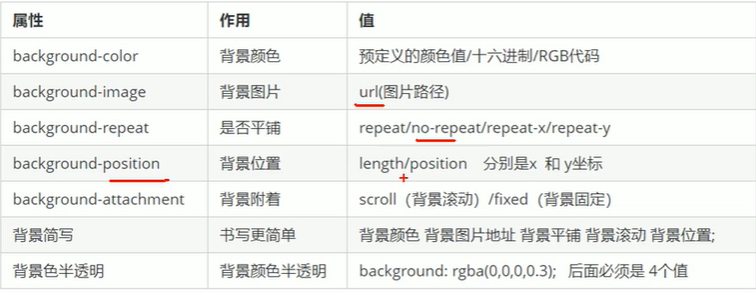 属性 作用 值
background-color 背景颜色 预定义的颜色值/十六进制/RGB代码
background-image 背景图片 url(图片路径)
background-repeat 是否平铺 repeat/no-repeat/repeat-x/repeat-y
background-position 背景位置 length/position 分别是x 和 y坐标
background-attachment 背景附着 scroll（背景滚动）/fixed（背景固定）
背景简写 书写更简单 背景颜色 背景图片地址 背景平铺 背景滚动 背景位置;
背景色半透明 背景颜色半透明 background: rgba(0,0,0,0.3); 后面必须是 4个值